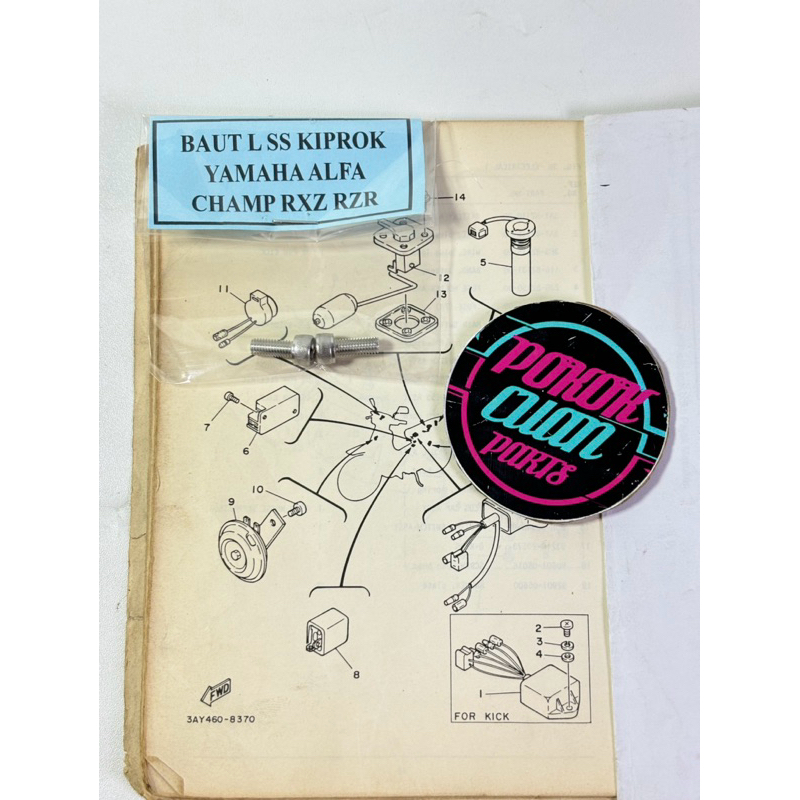 BAUT L SS KIPROK
YAMAHA ALFA
CHAMP RXZ RZR
14
12
13
5
11
7
6
10
9
8
POKOK
CUAN
PARTS
2
3
4
1
FOR KICK
FWD
3AY460-8370